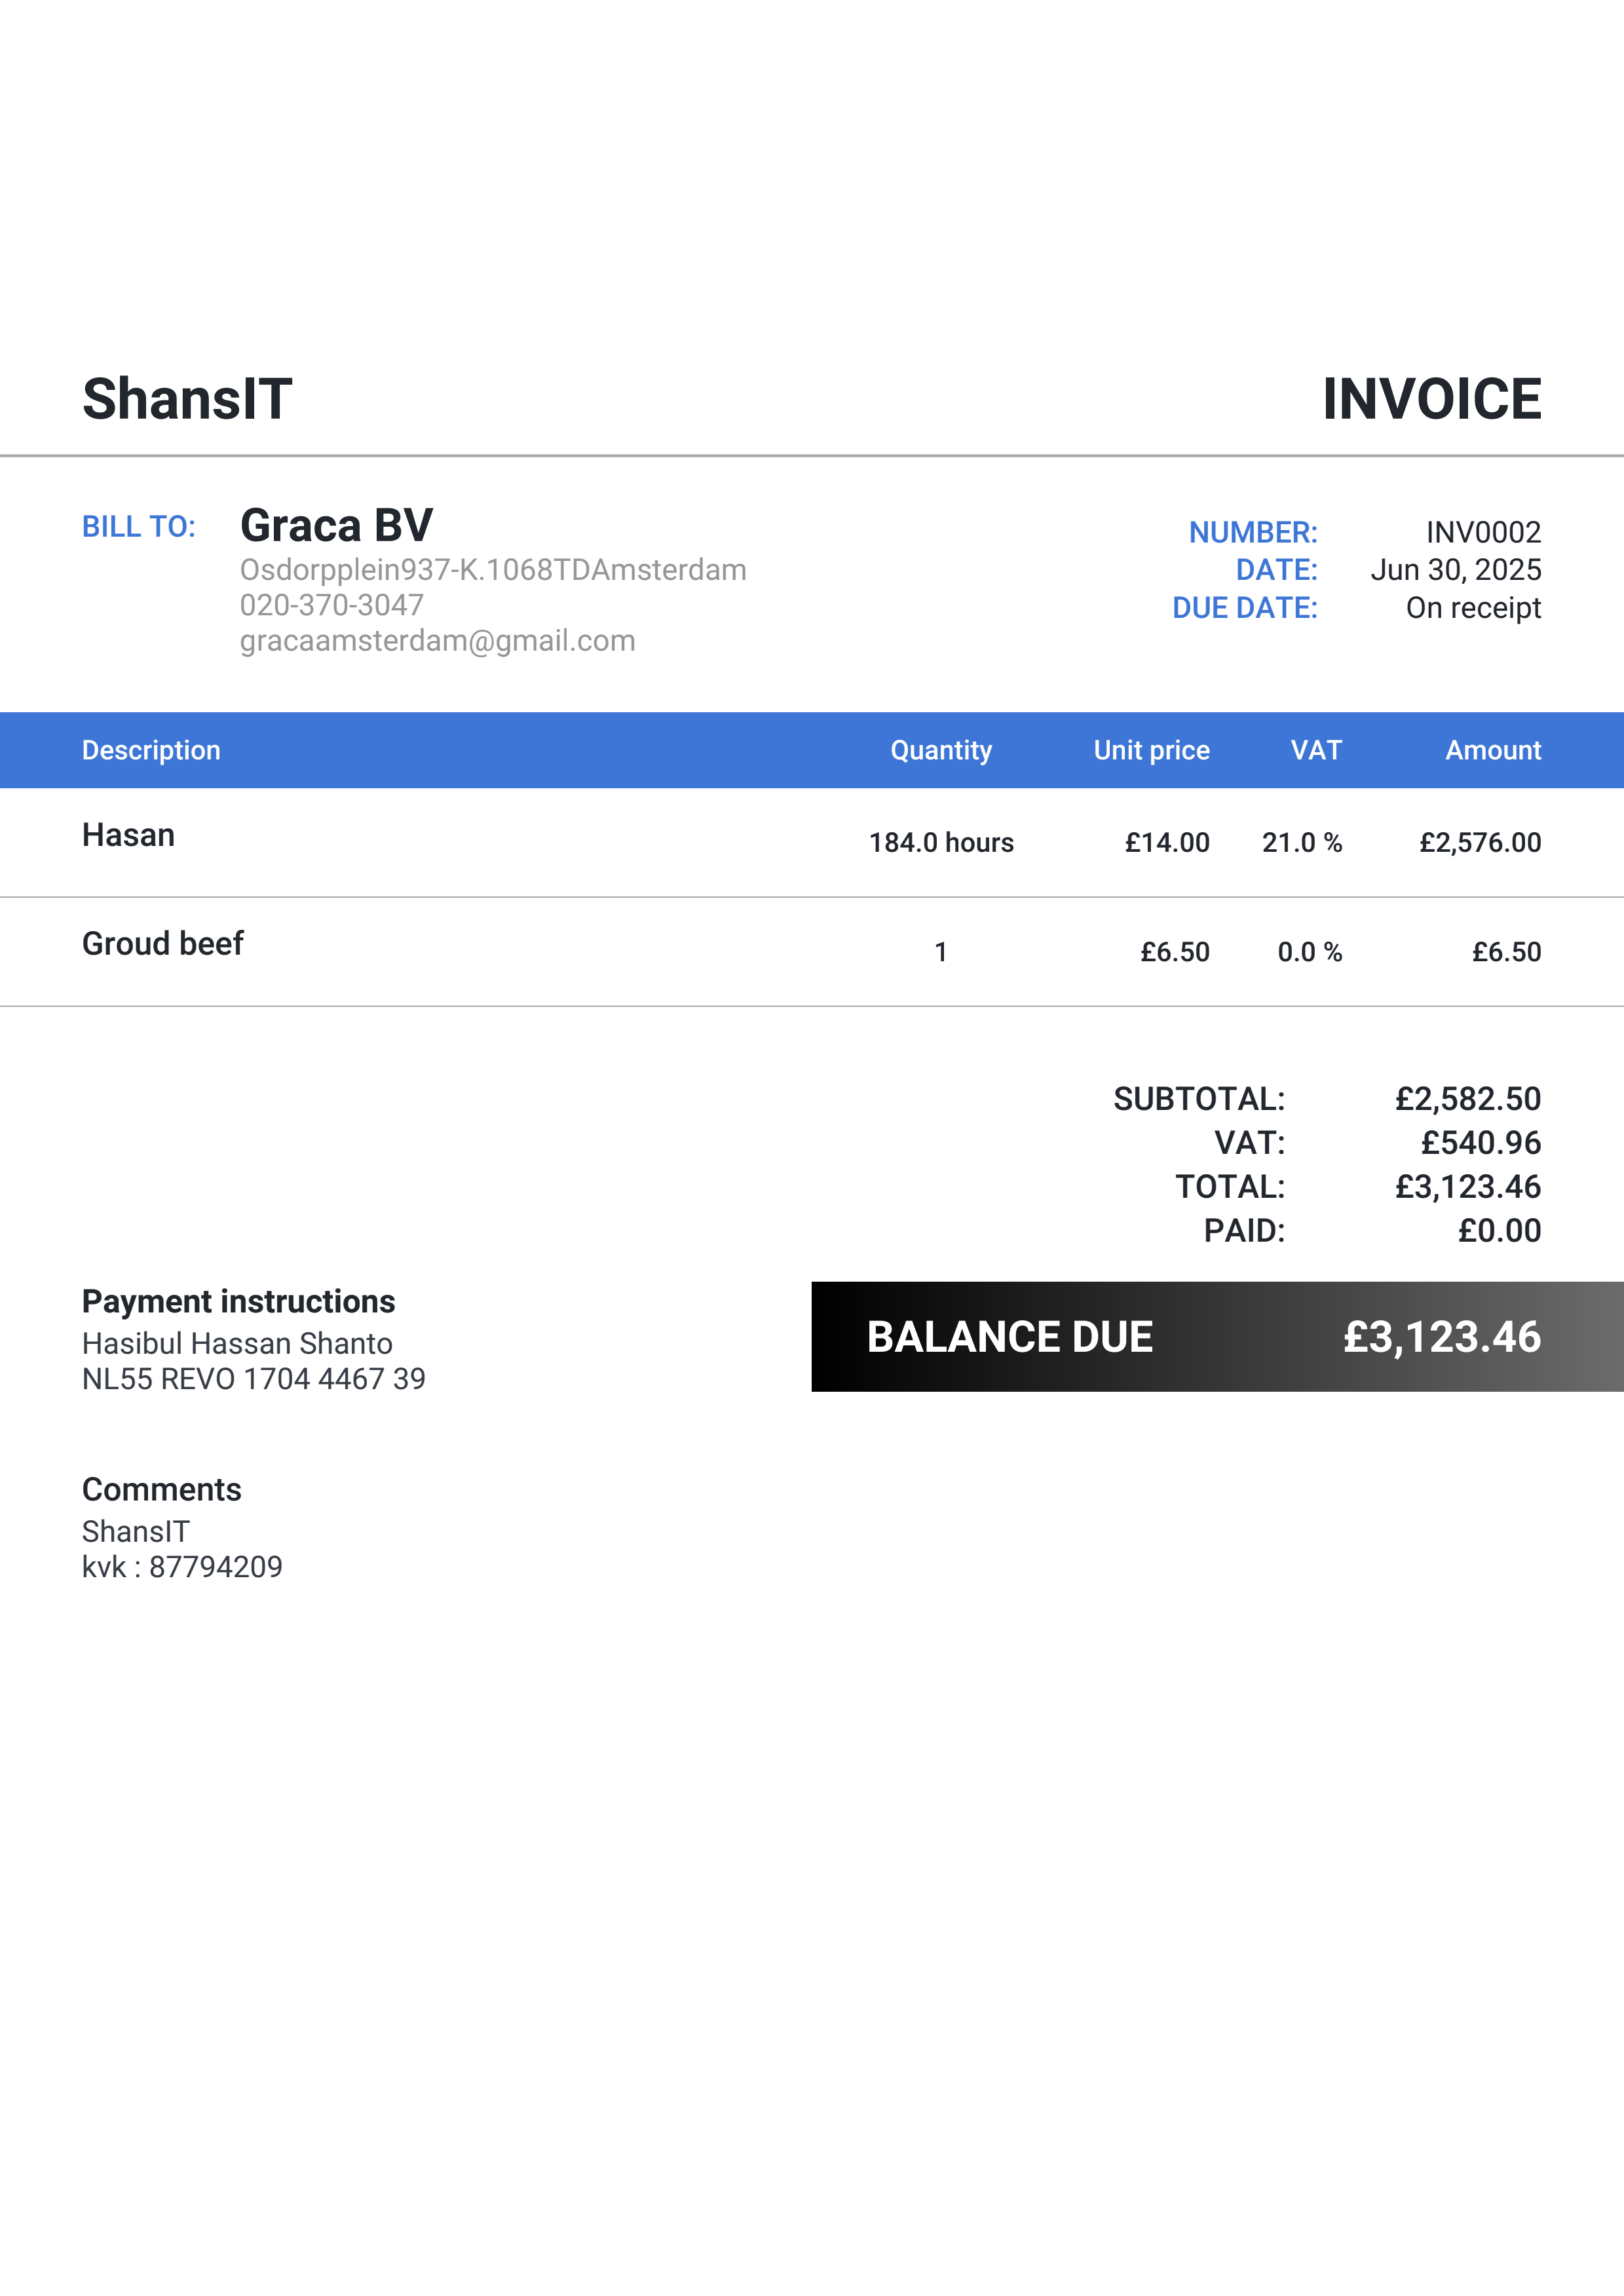 ShansIT INVOICE
BILL TO: Graca BV
Osdorpplein937-K.1068TDAmsterdam
020-370-3047
gracaamsterdam@gmail.com
NUMBER: INV0002
DATE: Jun 30, 2025
DUE DATE: On receipt
Description Quantity Unit price VAT Amount
Hasan 184.0 hours £14.00 21.0 % £2,576.00
Groud beef 1 £6.50 0.0 % £6.50
SUBTOTAL: £2,582.50
VAT: £540.96
TOTAL: £3,123.46
PAID: £0.00
BALANCE DUE £3,123.46
Payment instructions
Hasibul Hassan Shanto
NL55 REVO 1704 4467 39
Comments
ShansIT
kvk : 87794209